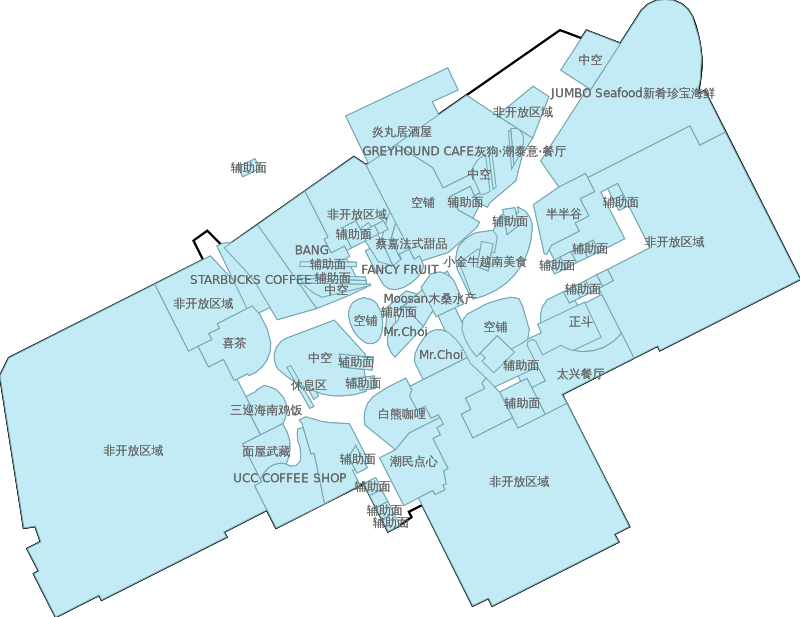 中空
JUMBO Seafood新肴珍宝海鲜
非开放区域
炎丸居酒屋
GREYHOUND CAFE灰狗·潮泰意·餐厅
辅助面
中空
空铺
辅助面
辅助面
非开放区域
辅助面
半半谷
辅助面
蔡嘉法式甜品
非开放区域
BANG
辅助面
辅助面
小金牛越南美食
辅助面
FANCY FRUIT
STARBUCKS COFFEE
辅助面
中空
辅助面
Moosan木桑水产
非开放区域
辅助面
空铺
正斗
空铺
Mr.Choi
喜茶
Mr.Choi
中空
辅助面
辅助面
太兴餐厅
休息区
辅助面
辅助面
三巡海南鸡饭
白熊咖喱
非开放区域
面屋武藏
辅助面
潮民点心
UCC COFFEE SHOP
辅助面
非开放区域
辅助面
辅助面